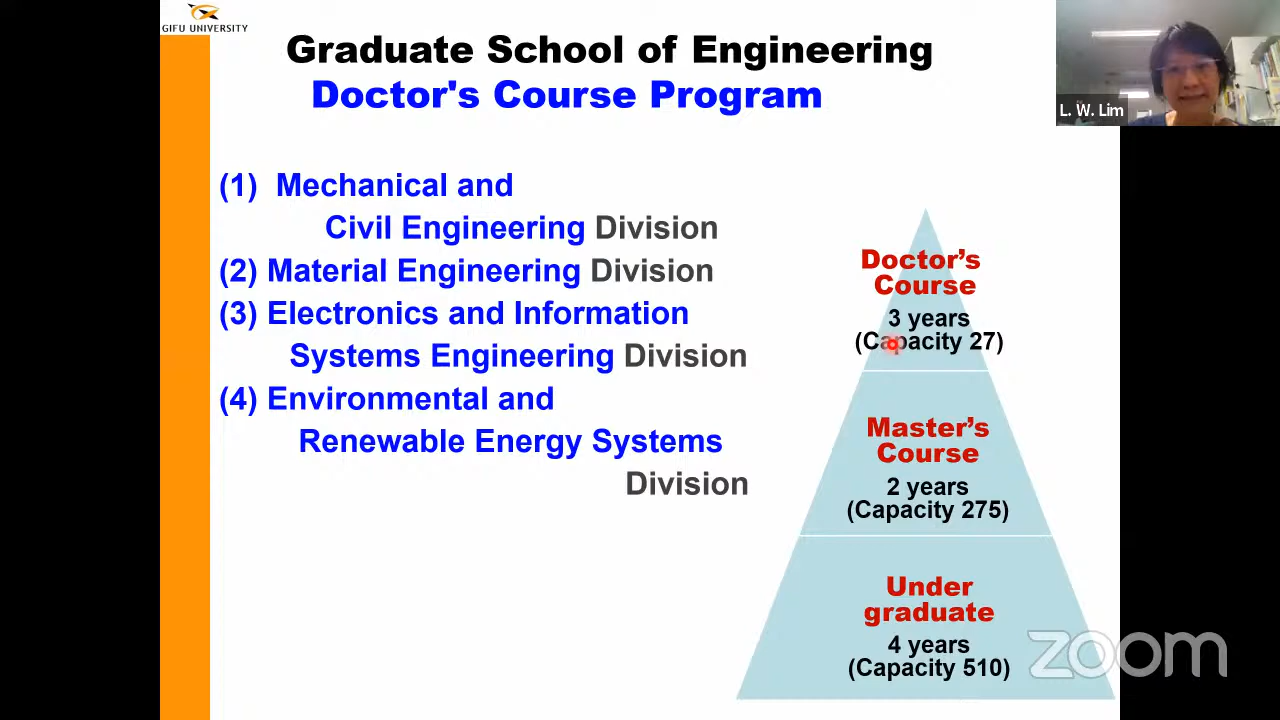 GIFU UNIVERSITY
Graduate School of Engineering
Doctor's Course Program
L. W. Lim
(1) Mechanical and
Civil Engineering Division
(2) Material Engineering Division
(3) Electronics and Information
Systems Engineering Division
(4) Environmental and
Renewable Energy Systems
Division
Doctor’s
Course
3 years
(Capacity 27)
Master’s
Course
2 years
(Capacity 275)
Under
graduate
4 years
(Capacity 510)
zoom